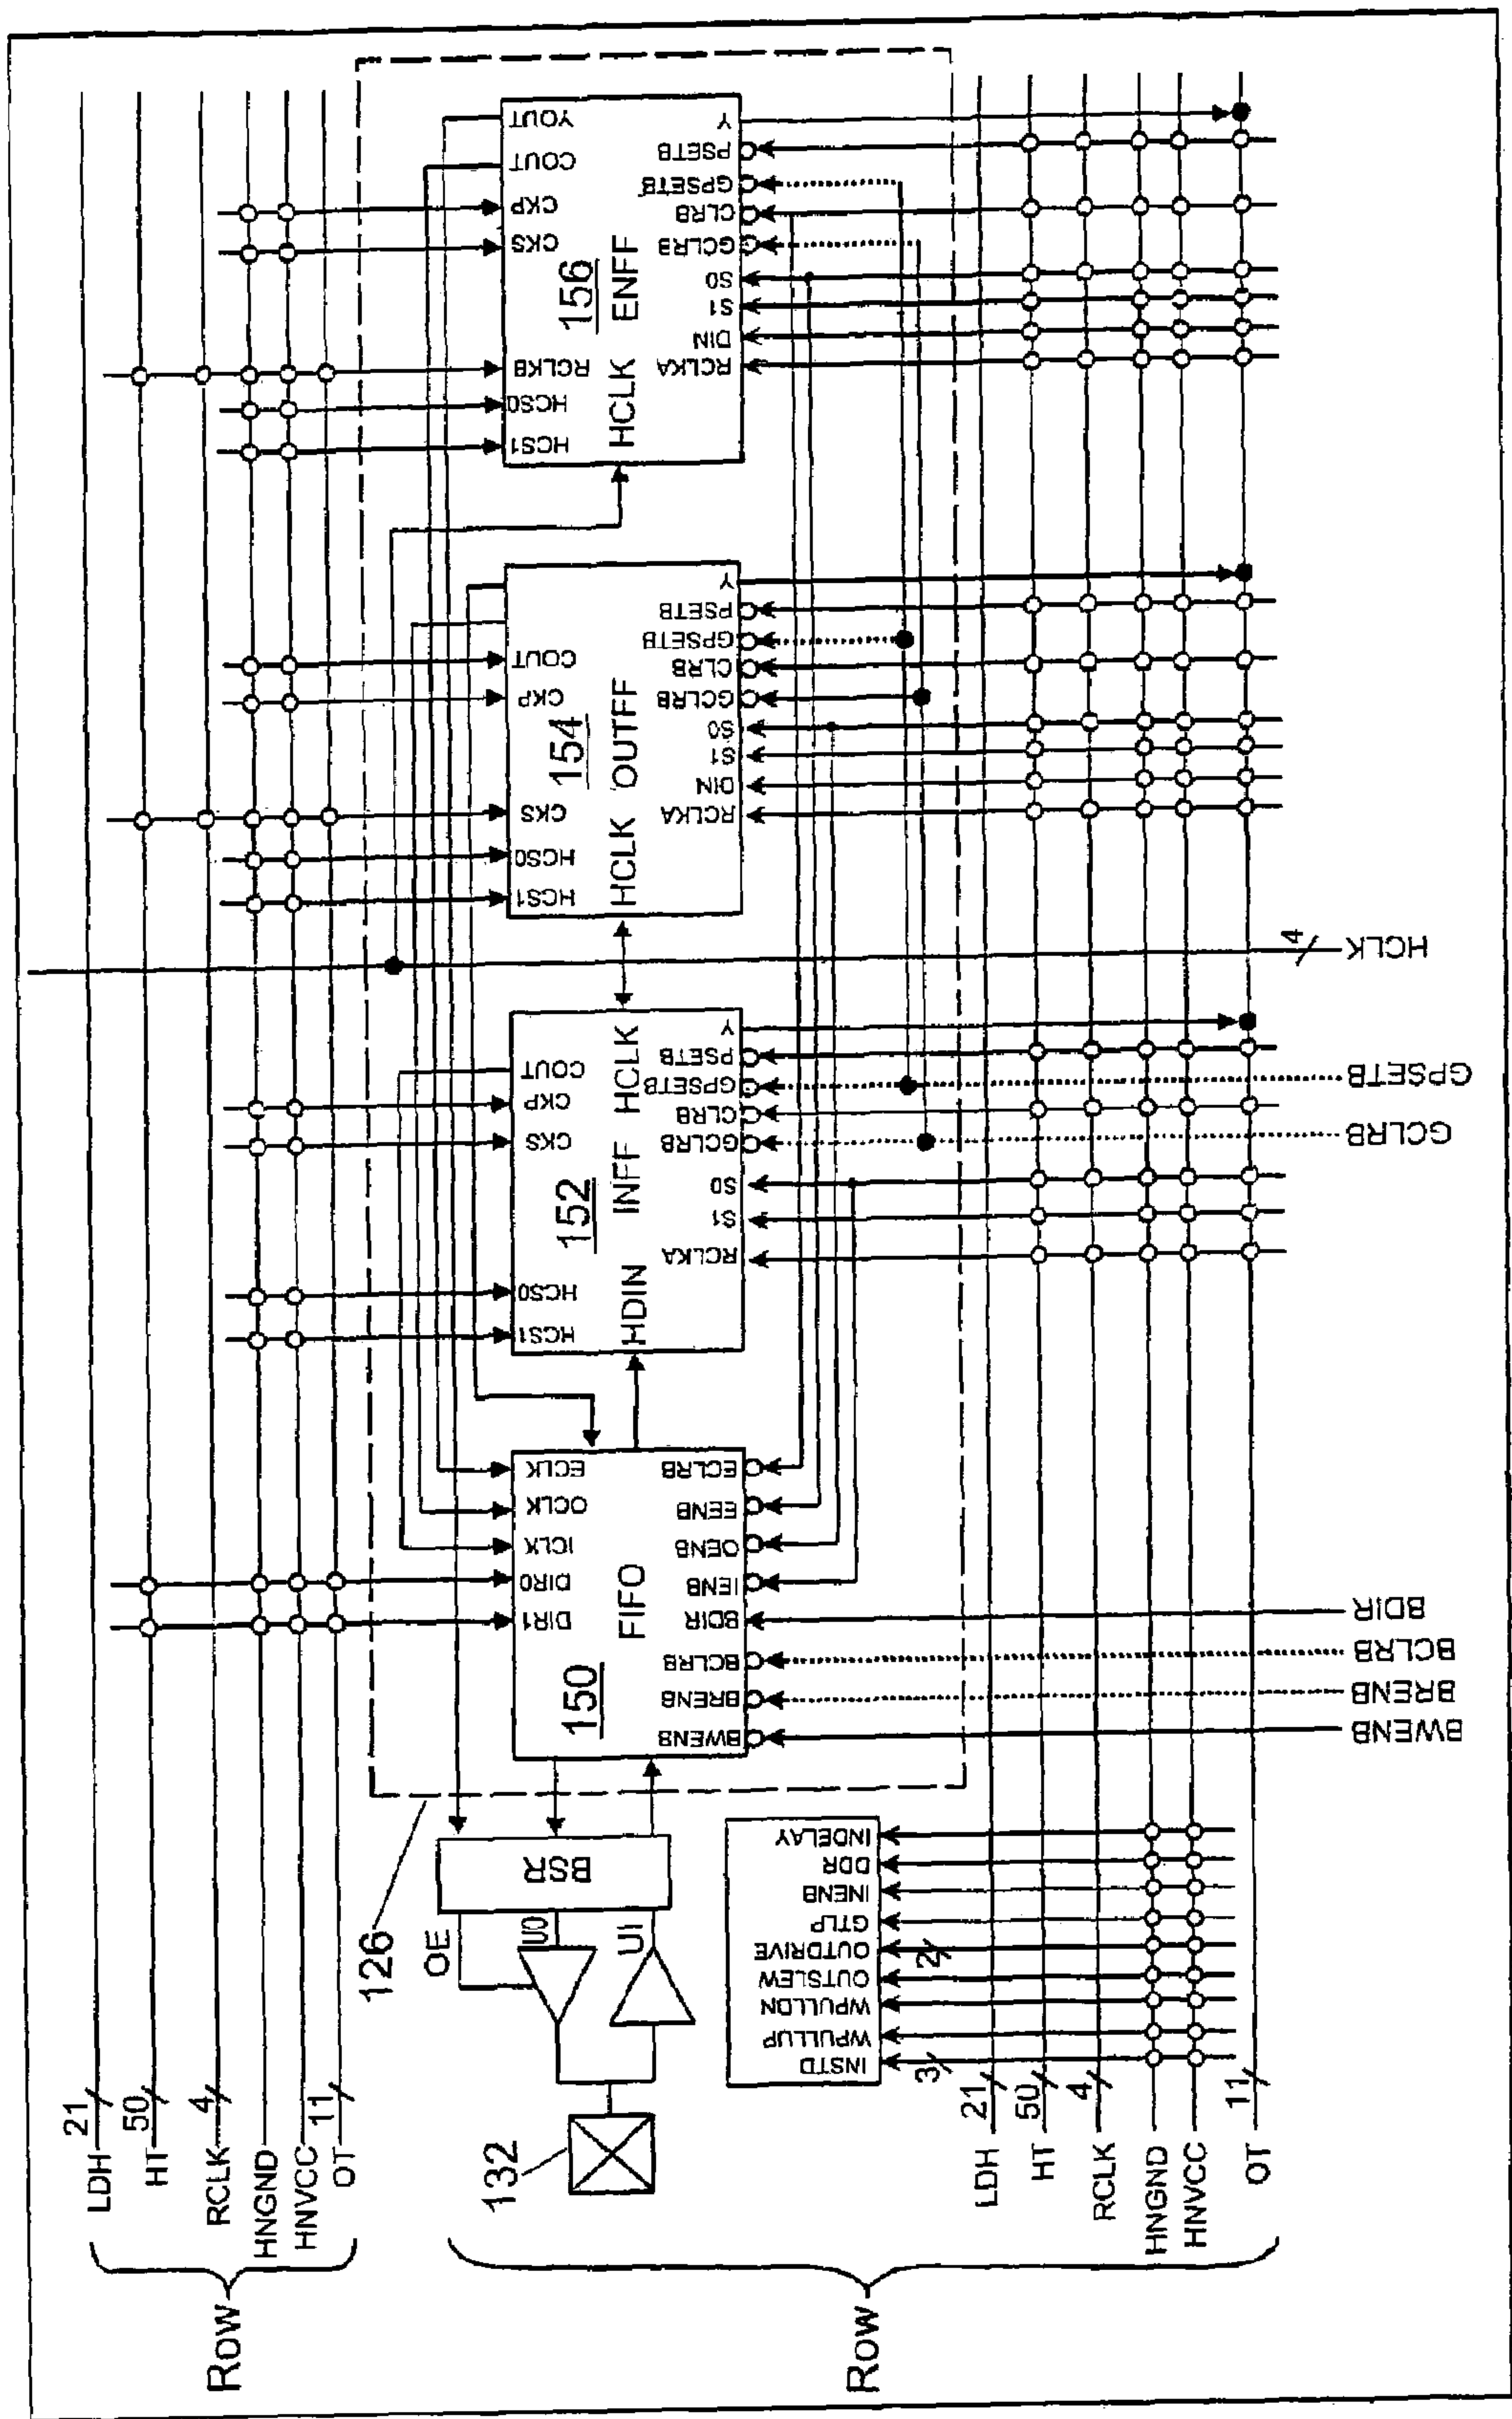 ROW
LDH 21
HT 50
RCLK 4
HNGND
HNVCC
OT 11
126
132
OE
UO
UI
BSR
150
FIFO
DIR1
DIR0
ICLK
OCLK
ECLK
BWENB
BRENB
BCLRB
BDIR
IENB
OENB
EENB
ECLRB
152
INFF HCLK
HDIN
HCS1
HCS0
CKS
CKP
COUT
RCLKA
S1
S0
GCLRB
CLRB
GPSETB
PSETB
Y
154
HCLK OUTFF
HCS1
HCS0
CKS
CKP
COUT
RCLKA
DIN
S1
S0
GCLRB
CLRB
GPSETB
PSETB
Y
156
HCLK ENFF
HCS1
HCS0
RCLKB
CKS
CKP
COUT
YOUT
RCLKA
DIN
S1
S0
GCLRB
CLRB
GPSETB
PSETB
Y
INSTD
3
WPULLUP
WPULLDN
OUTSLEW
OUTDRIVE
2
GTLP
INENB
DDR
INDELAY
ROW
LDH 21
HT 50
RCLK 4
HNGND
HNVCC
OT 11
BWENB
BRENB
BCLRB
BDIR
GCLRB
GPSETB
HCLK
4